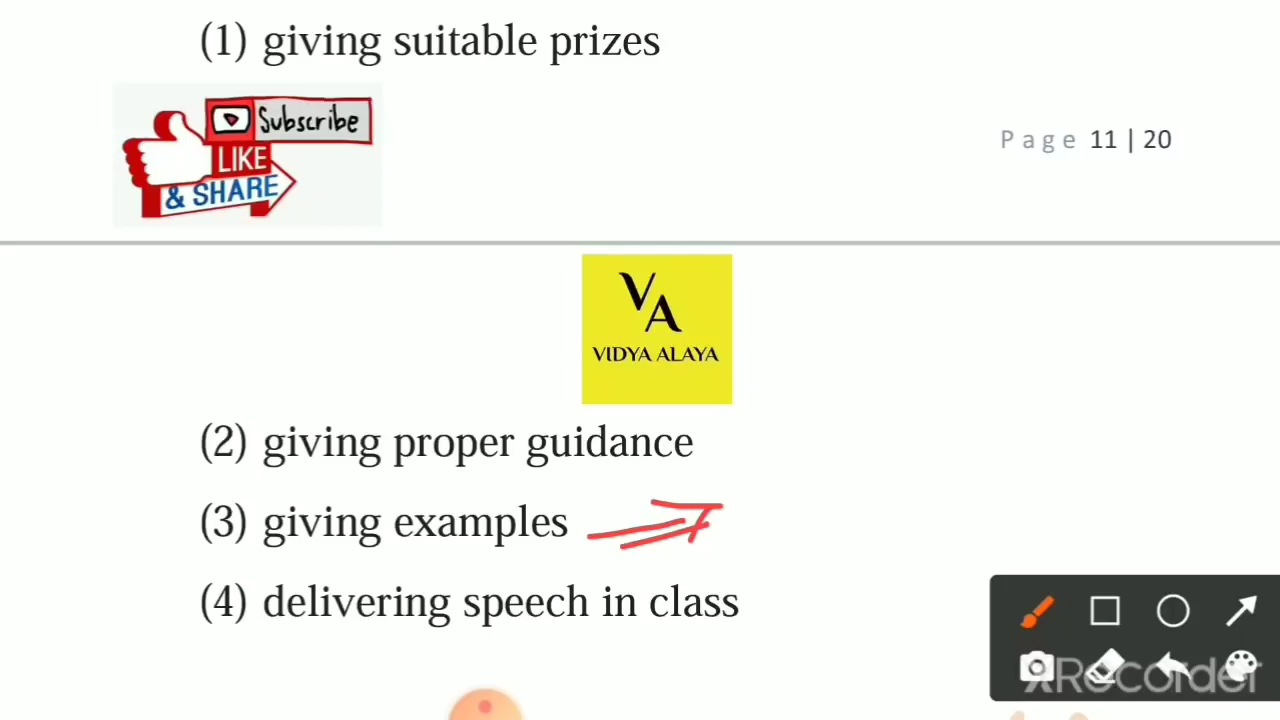 (1) giving suitable prizes
Subscribe
LIKE
& SHARE
Page 11 | 20
VA
VIDYA ALAYA
(2) giving proper guidance
(3) giving examples
(4) delivering speech in class
XRecorder